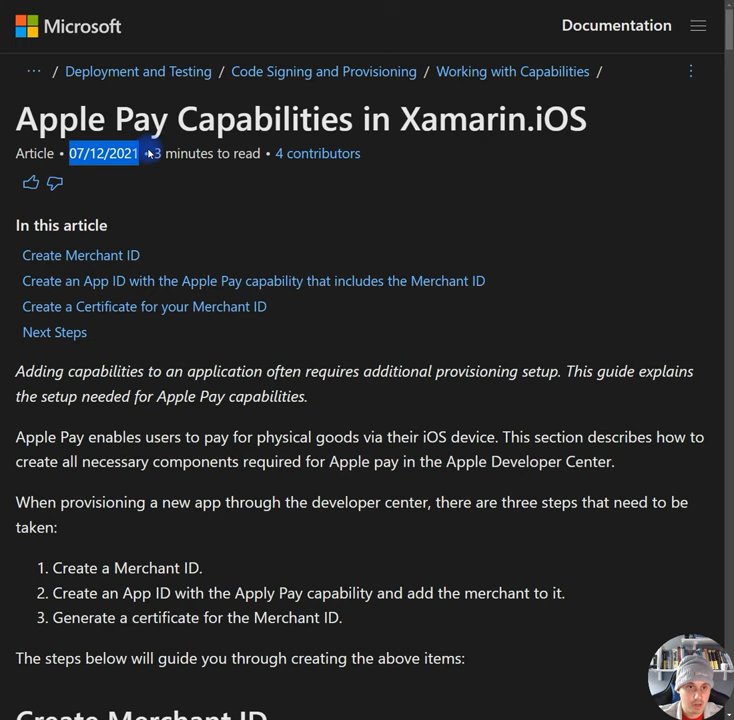 Microsoft
Documentation
··· / Deployment and Testing / Code Signing and Provisioning / Working with Capabilities /
Apple Pay Capabilities in Xamarin.iOS
Article • 07/12/2021 • 3 minutes to read • 4 contributors
In this article
Create Merchant ID
Create an App ID with the Apple Pay capability that includes the Merchant ID
Create a Certificate for your Merchant ID
Next Steps
Adding capabilities to an application often requires additional provisioning setup. This guide explains
the setup needed for Apple Pay capabilities.
Apple Pay enables users to pay for physical goods via their iOS device. This section describes how to
create all necessary components required for Apple pay in the Apple Developer Center.
When provisioning a new app through the developer center, there are three steps that need to be
taken:
1. Create a Merchant ID.
2. Create an App ID with the Apply Pay capability and add the merchant to it.
3. Generate a certificate for the Merchant ID.
The steps below will guide you through creating the above items:
Create Merchant ID